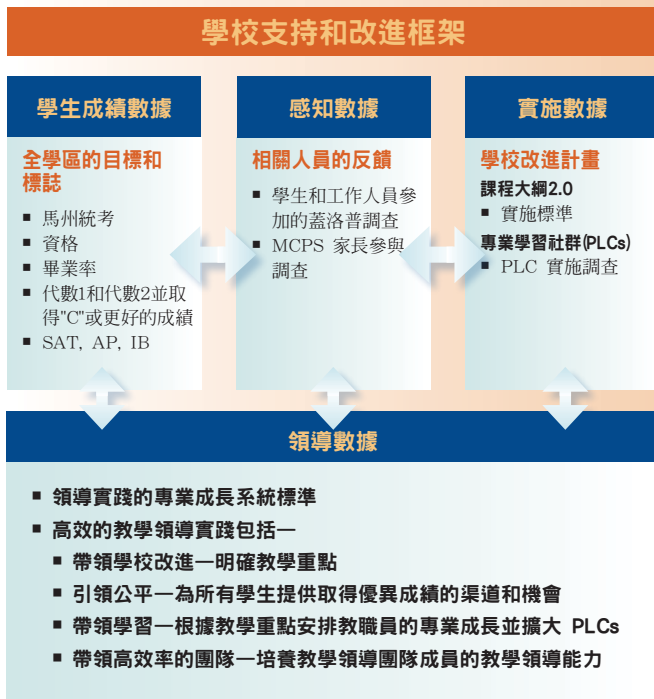 學校支持和改進框架
學生成績數據
全學區的目標和
標誌
▪ 馬州統考
▪ 資格
▪ 畢業率
▪ 代數1和代數2並取
得"C"或更好的成績
▪ SAT, AP, IB
感知數據
相關人員的反饋
▪ 學生和工作人員參
加的蓋洛普調查
▪ MCPS 家長參與
調查
實施數據
學校改進計畫
課程大綱2.0
▪ 實施標準
專業學習社群(PLCs)
▪ PLC 實施調查
領導數據
▪ 領導實踐的專業成長系統標準
▪ 高效的教學領導實踐包括—
▪ 帶領學校改進—明確教學重點
▪ 引領公平—為所有學生提供取得優異成績的渠道和機會
▪ 帶領學習—根據教學重點安排教職員的專業成長並擴大 PLCs
▪ 帶領高效率的團隊—培養教學領導團隊成員的教學領導能力